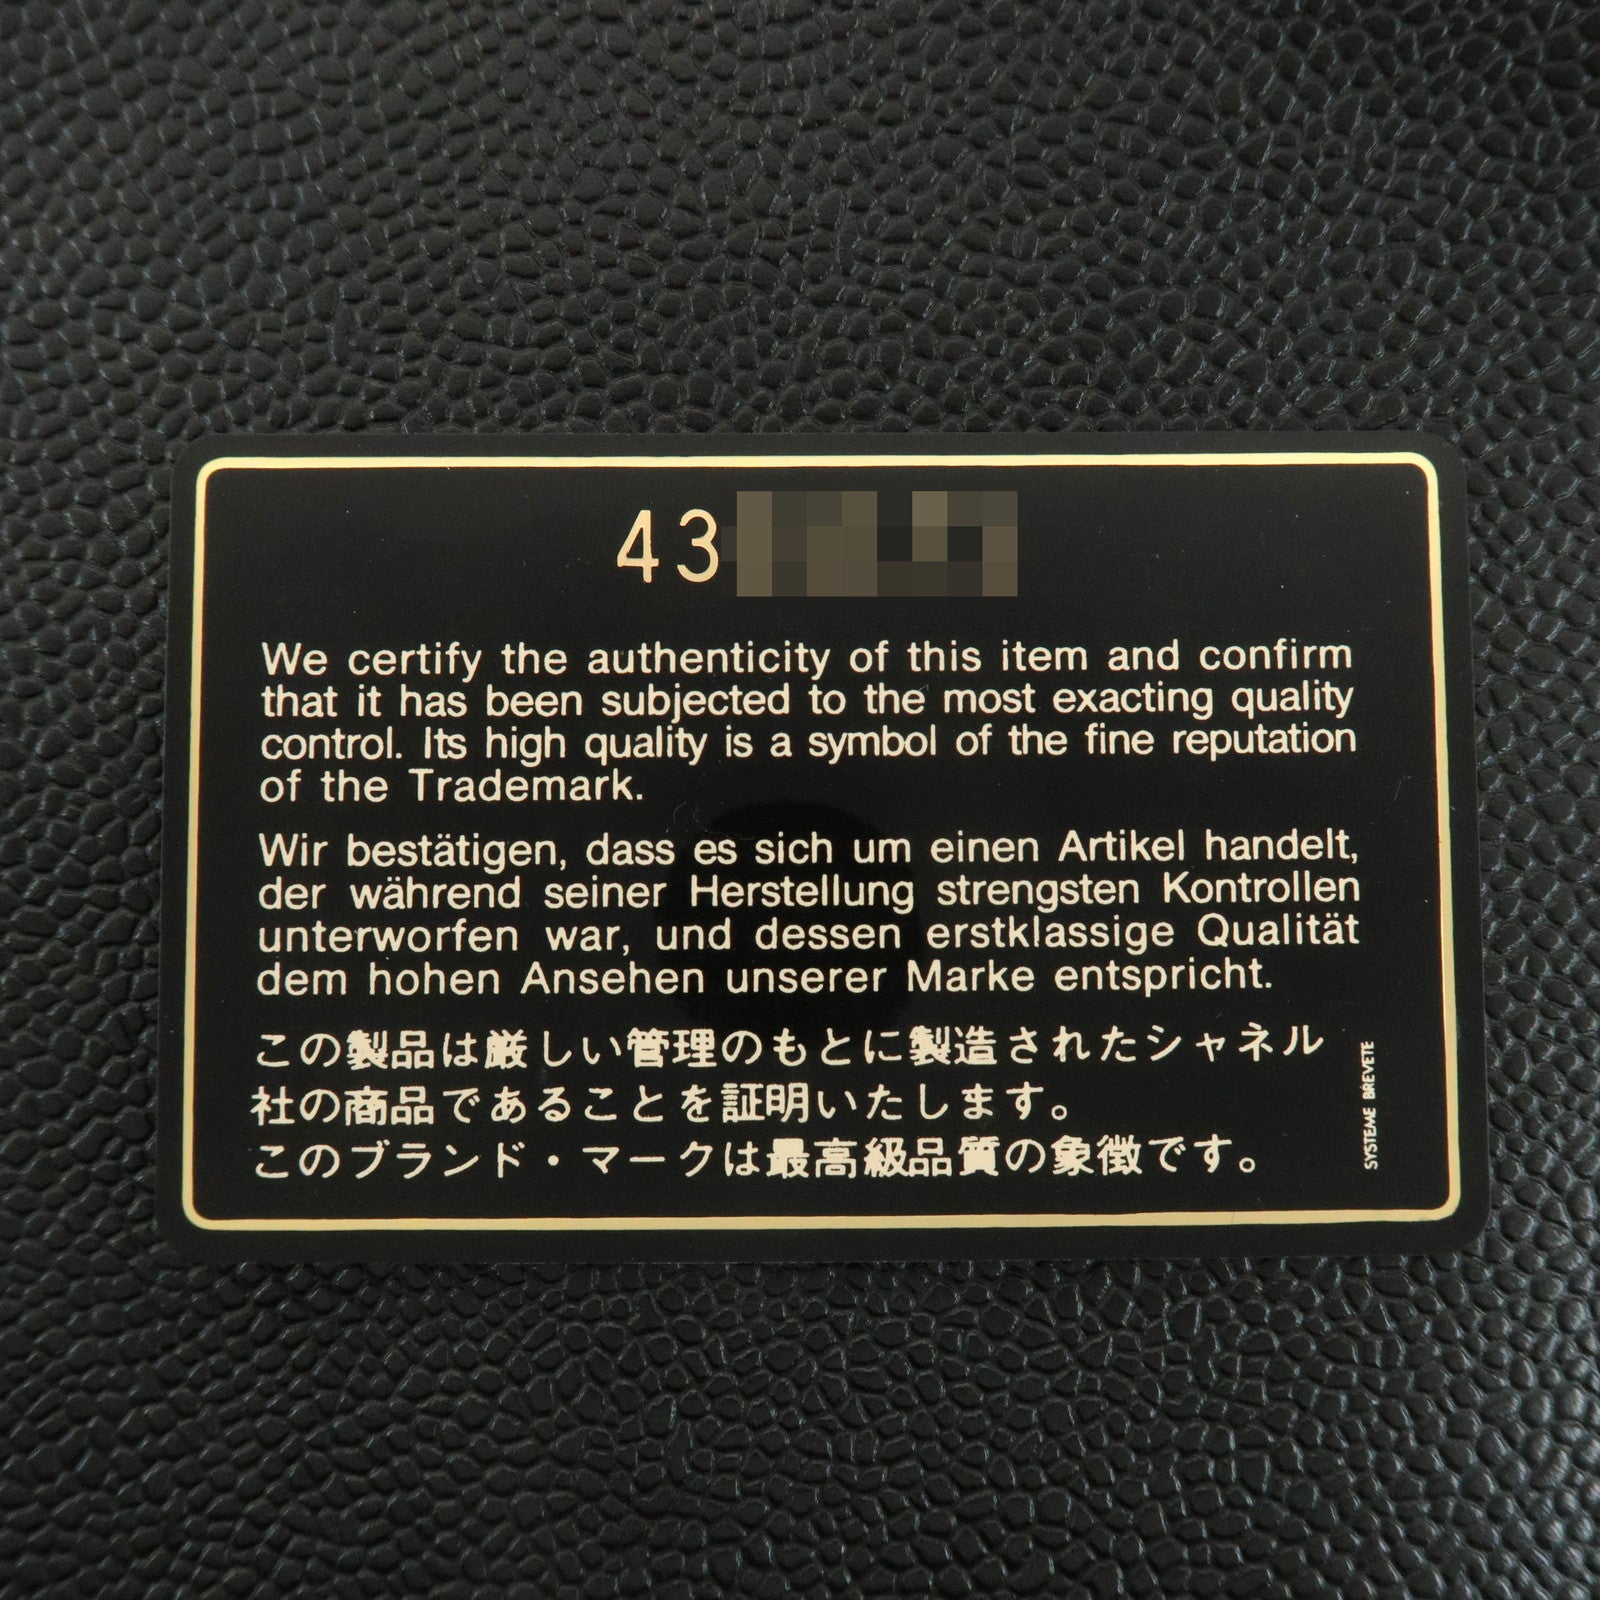 43
We certify the authenticity of this item and confirm
that it has been subjected to the most exacting quality
control. Its high quality is a symbol of the fine reputation
of the Trademark.
Wir bestätigen, dass es sich um einen Artikel handelt,
der während seiner Herstellung strengsten Kontrollen
unterworfen war, und dessen erstklassige Qualität
dem hohen Ansehen unserer Marke entspricht.
この製品は厳しい管理のもとに製造されたシャネル
社の商品であることを証明いたします。
このブランド・マークは最高級品質の象徴です。
SYSTEME BREVETE